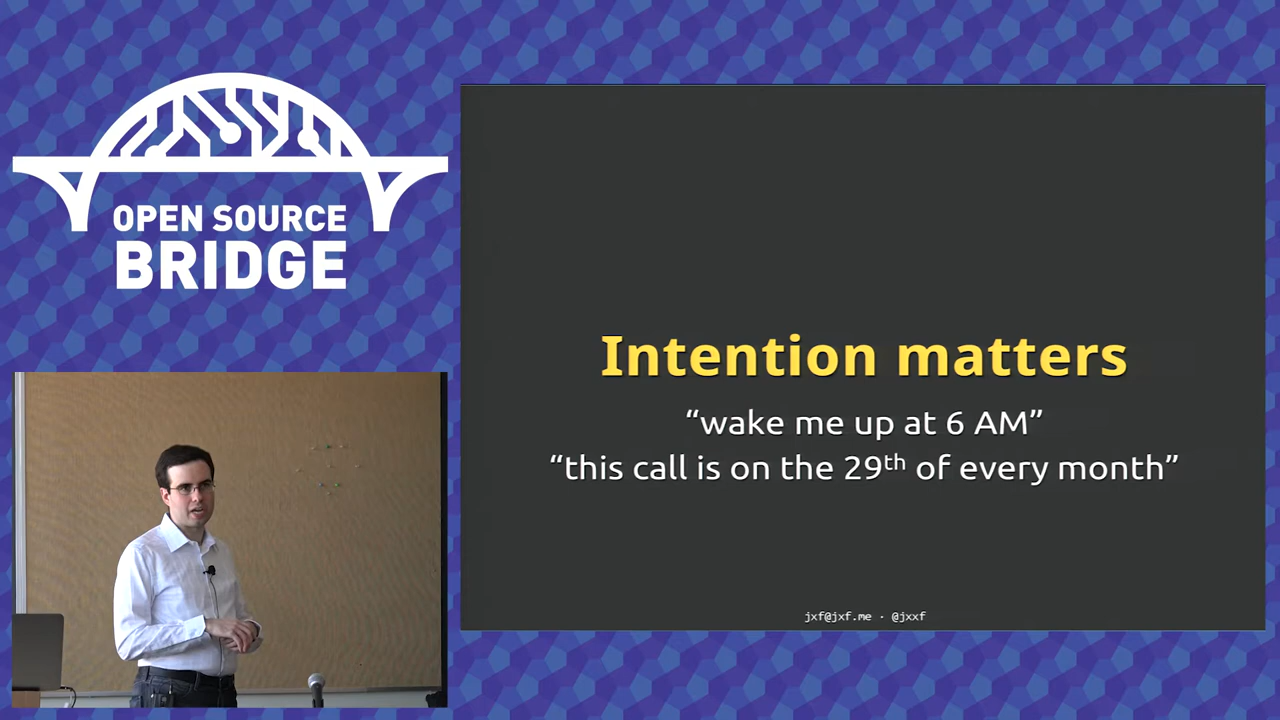 OPEN SOURCE
BRIDGE
Intention matters
“wake me up at 6 AM”
“this call is on the 29th of every month”
jxf@jxf.me · @jxxf